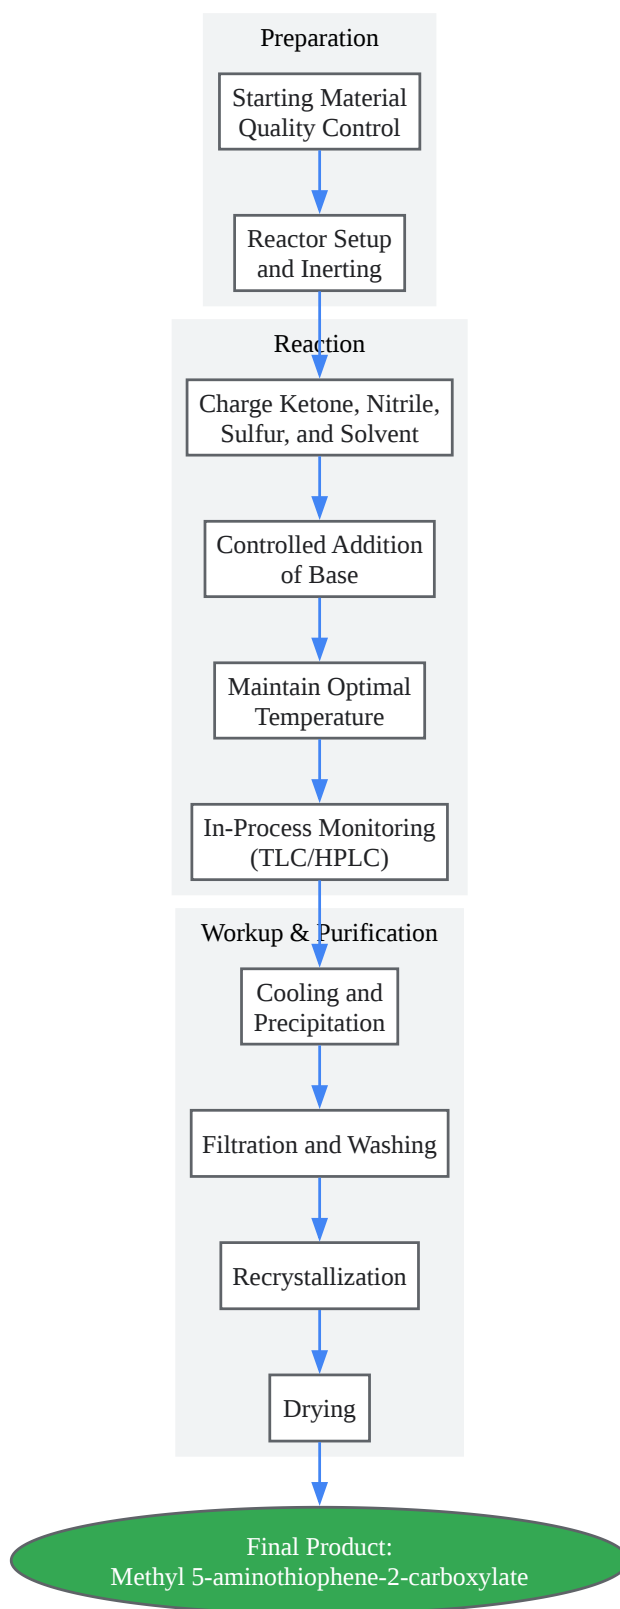 Preparation
Starting Material
Quality Control
Reactor Setup
and Inerting
Reaction
Charge Ketone, Nitrile,
Sulfur, and Solvent
Controlled Addition
of Base
Maintain Optimal
Temperature
In-Process Monitoring
(TLC/HPLC)
Workup & Purification
Cooling and
Precipitation
Filtration and Washing
Recrystallization
Drying
Final Product:
Methyl 5-aminothiophene-2-carboxylate